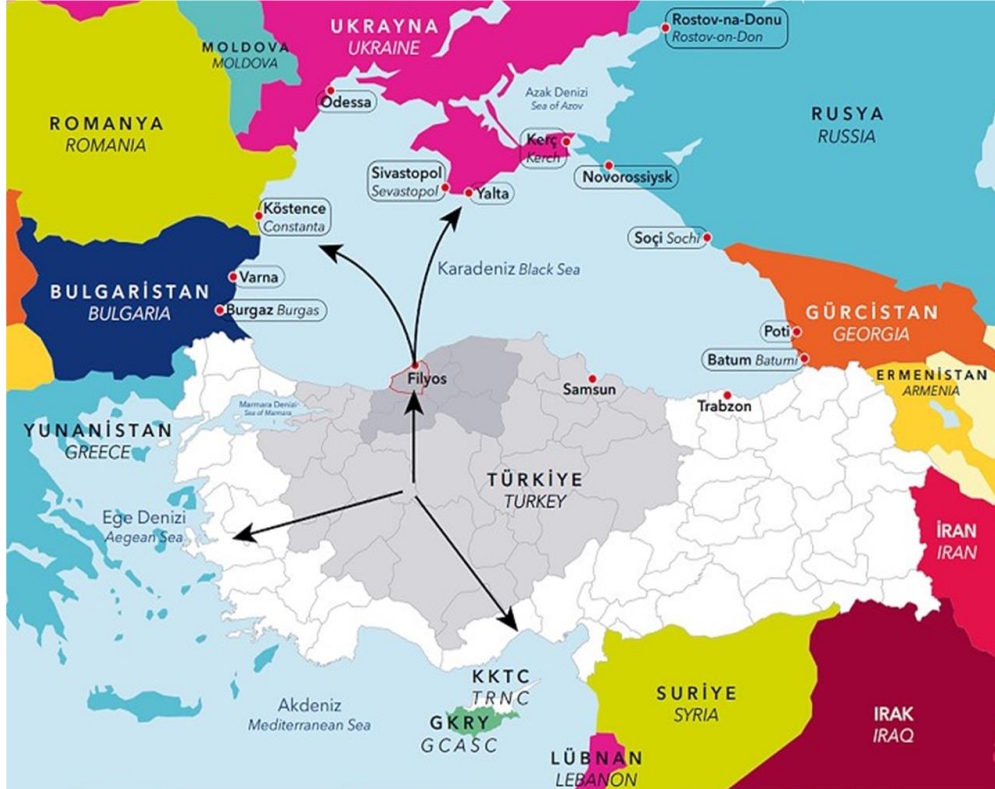 UKRAYNA
UKRAINE
Rostov-na-Donu
Rostov-on-Don
MOLDOVA
MOLDOVA
Odessa
Azak Denizi
Sea of Azov
ROMANYA
ROMANIA
RUSYA
RUSSIA
Kerç
Kerch
Sivastopol
Sevastopol
Yalta
Novorossiysk
Köstence
Constanta
Soçi Sochi
Karadeniz Black Sea
Varna
BULGARİSTAN
BULGARIA
Burgaz Burgas
GÜRCİSTAN
GEORGIA
Poti
Batum Batumi
Filyos
Samsun
Trabzon
ERMENİSTAN
ARMENIA
Marmara Denizi
Sea of Marmara
YUNANİSTAN
GREECE
TÜRKİYE
TURKEY
Ege Denizi
Aegean Sea
İRAN
IRAN
KKTC
TRNC
Akdeniz
Mediterranean Sea
GKRY
GCASC
SURİYE
SYRIA
IRAK
IRAQ
LÜBNAN
LEBANON